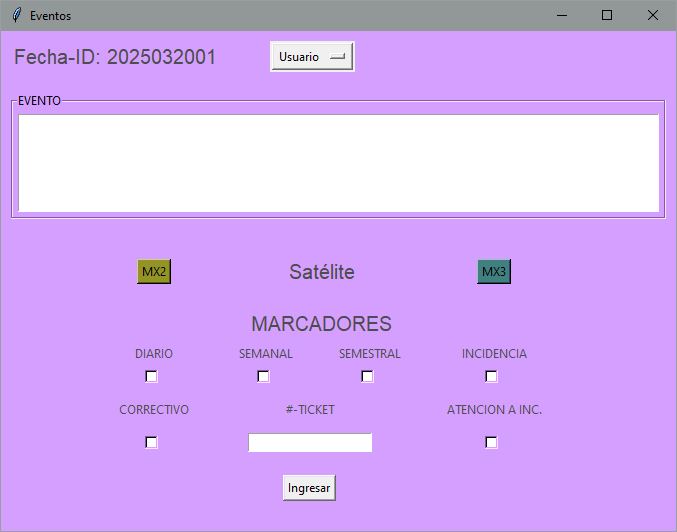 Eventos
Fecha-ID: 2025032001
Usuario
EVENTO
MX2
Satélite
MX3
MARCADORES
DIARIO SEMANAL SEMESTRAL INCIDENCIA
CORRECTIVO #-TICKET ATENCION A INC.
Ingresar